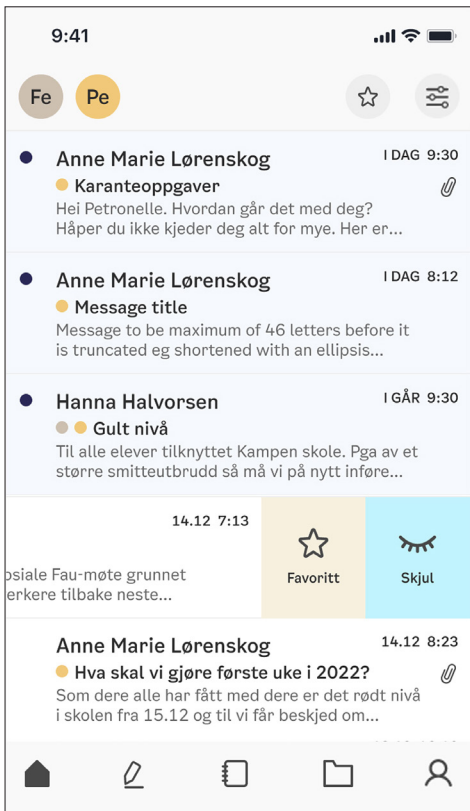 9:41
Fe Pe
Anne Marie Lørenskog I DAG 9:30
Karanteoppgaver
Hei Petronelle. Hvordan går det med deg?
Håper du ikke kjeder deg alt for mye. Her er...
Anne Marie Lørenskog I DAG 8:12
Message title
Message to be maximum of 46 letters before it
is truncated eg shortened with an ellipsis...
Hanna Halvorsen I GÅR 9:30
Gult nivå
Til alle elever tilknyttet Kampen skole. Pga av et
større smitteutbrudd så må vi på nytt införe...
14.12 7:13
osiale Fau-møte grunnet
erkere tilbake neste...
Favoritt Skjul
Anne Marie Lørenskog 14.12 8:23
Hva skal vi gjøre første uke i 2022?
Som dere alle har fått med dere er det rødt nivå
i skolen fra 15.12 og til vi får beskjed om...